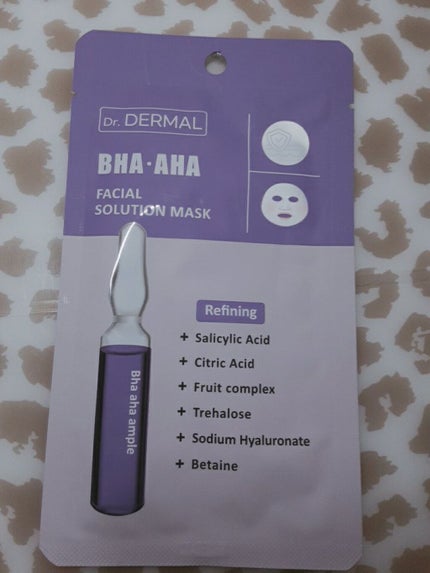 Dr. DERMAL
BHA·AHA
FACIAL
SOLUTION MASK
Refining
+ Salicylic Acid
+ Citric Acid
+ Fruit complex
+ Trehalose
+ Sodium Hyaluronate
+ Betaine
Bha aha ample